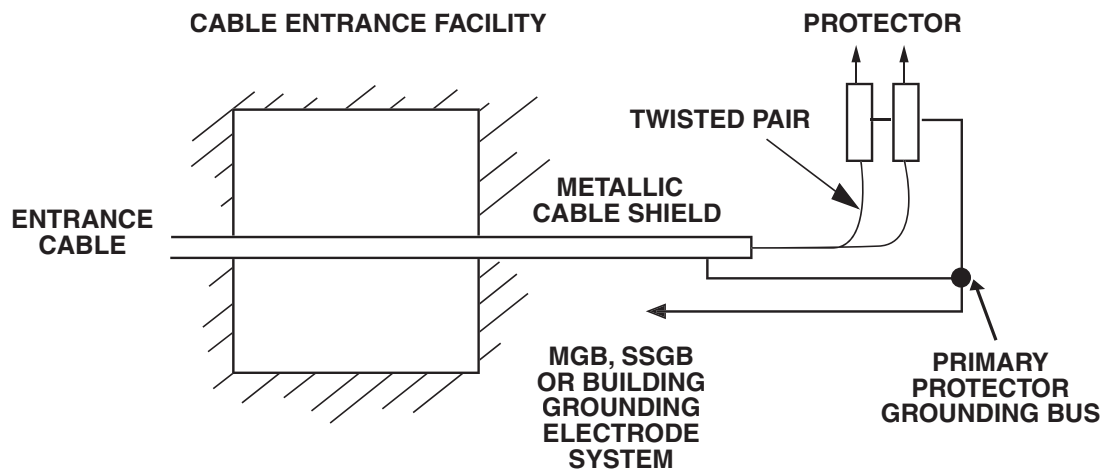 CABLE ENTRANCE FACILITY
PROTECTOR
TWISTED PAIR
METALLIC
CABLE SHIELD
ENTRANCE
CABLE
MGB, SSGB
OR BUILDING
GROUNDING
ELECTRODE
SYSTEM
PRIMARY
PROTECTOR
GROUNDING BUS